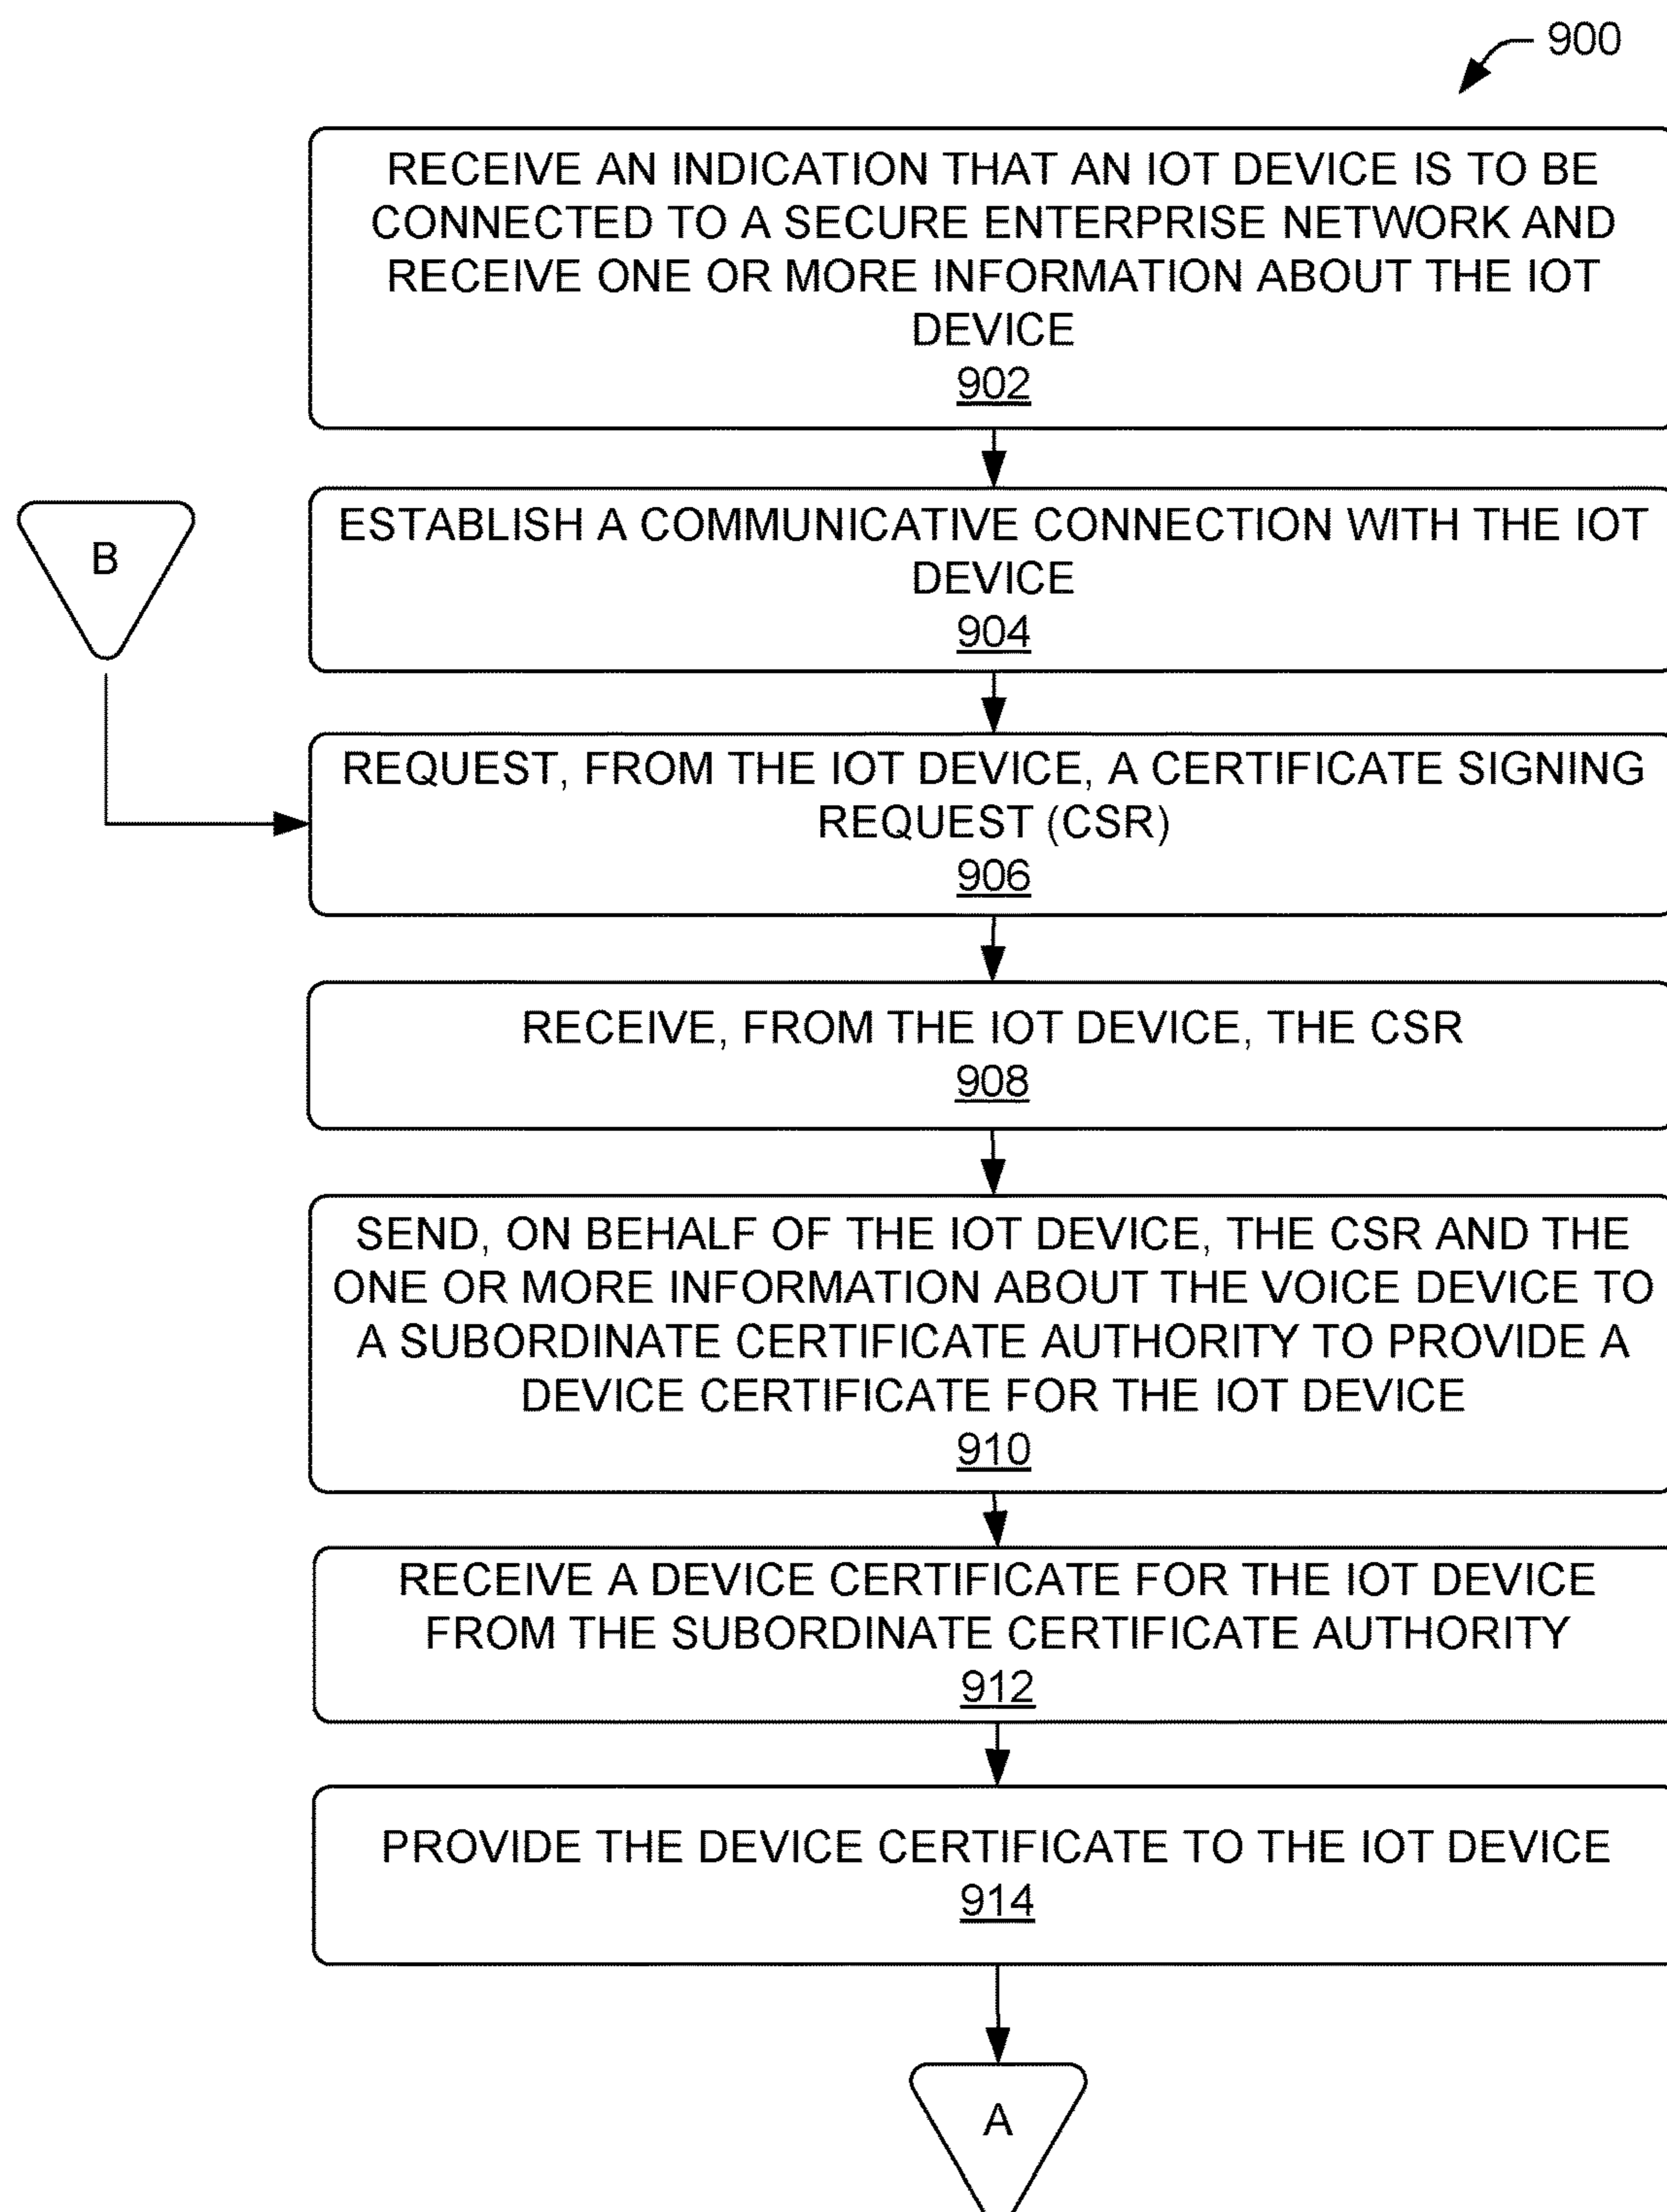 900
RECEIVE AN INDICATION THAT AN IOT DEVICE IS TO BE
CONNECTED TO A SECURE ENTERPRISE NETWORK AND
RECEIVE ONE OR MORE INFORMATION ABOUT THE IOT
DEVICE
902
B
ESTABLISH A COMMUNICATIVE CONNECTION WITH THE IOT
DEVICE
904
REQUEST, FROM THE IOT DEVICE, A CERTIFICATE SIGNING
REQUEST (CSR)
906
RECEIVE, FROM THE IOT DEVICE, THE CSR
908
SEND, ON BEHALF OF THE IOT DEVICE, THE CSR AND THE
ONE OR MORE INFORMATION ABOUT THE VOICE DEVICE TO
A SUBORDINATE CERTIFICATE AUTHORITY TO PROVIDE A
DEVICE CERTIFICATE FOR THE IOT DEVICE
910
RECEIVE A DEVICE CERTIFICATE FOR THE IOT DEVICE
FROM THE SUBORDINATE CERTIFICATE AUTHORITY
912
PROVIDE THE DEVICE CERTIFICATE TO THE IOT DEVICE
914
A